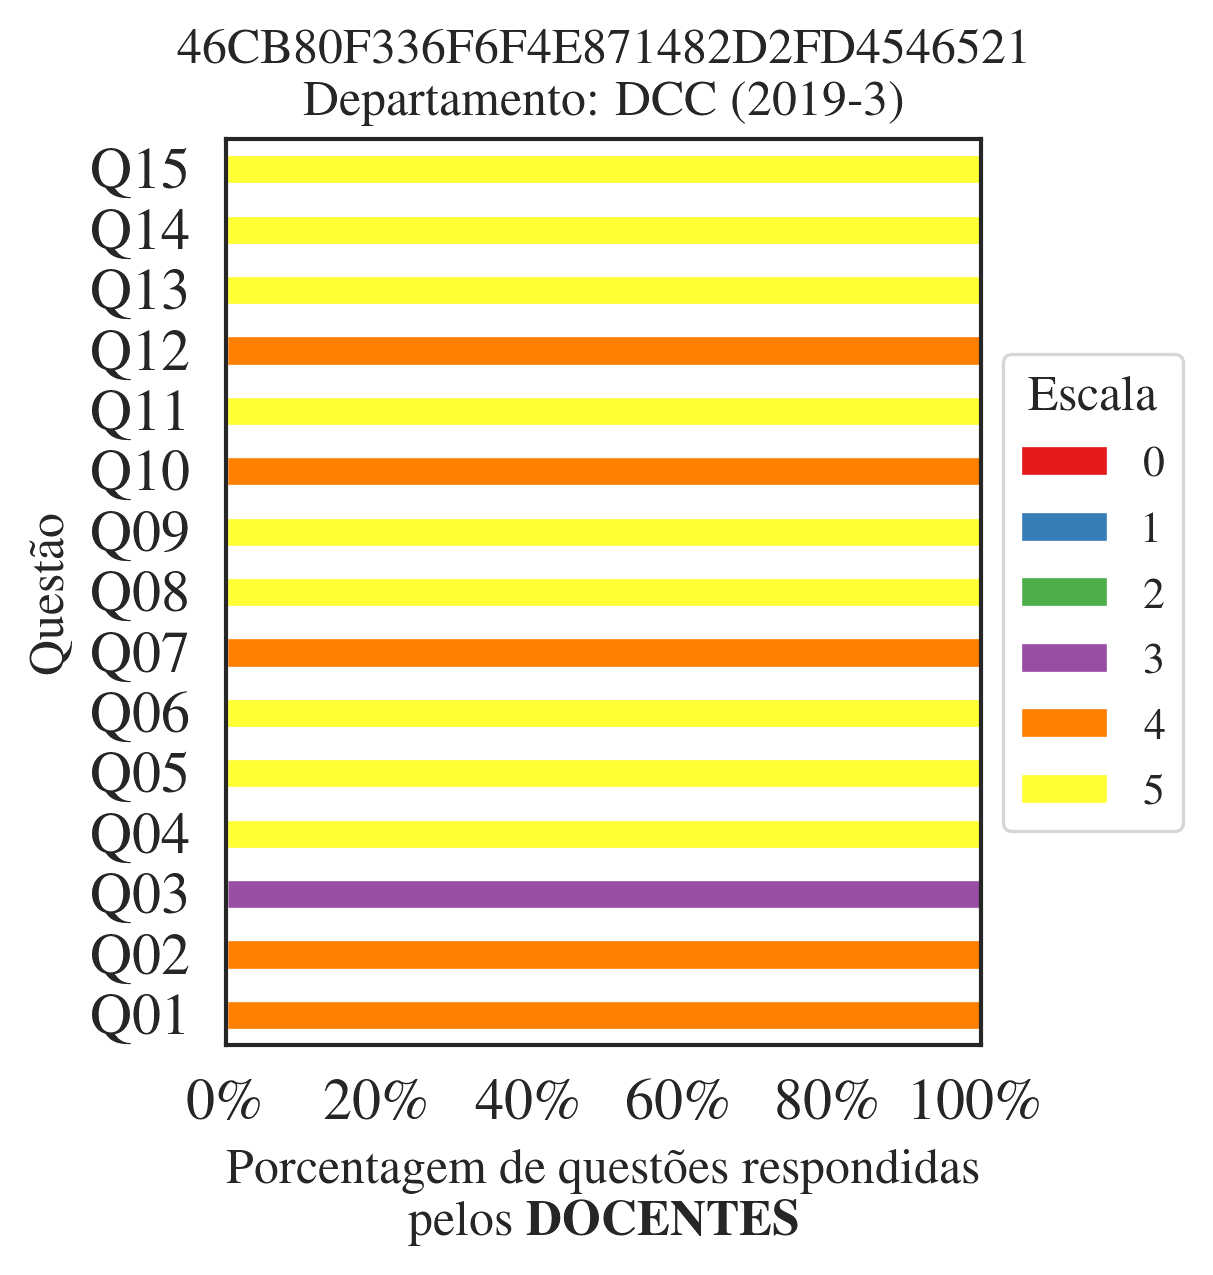 46CB80F336F6F4E871482D2FD4546521
Departamento: DCC (2019-3)
Q15
Q14
Q13
Q12
Q11
Q10
Q09
Q08
Q07
Q06
Q05
Q04
Q03
Q02
Q01
Questão
0% 20% 40% 60% 80% 100%
Porcentagem de questões respondidas
pelos DOCENTES
Escala
0
1
2
3
4
5